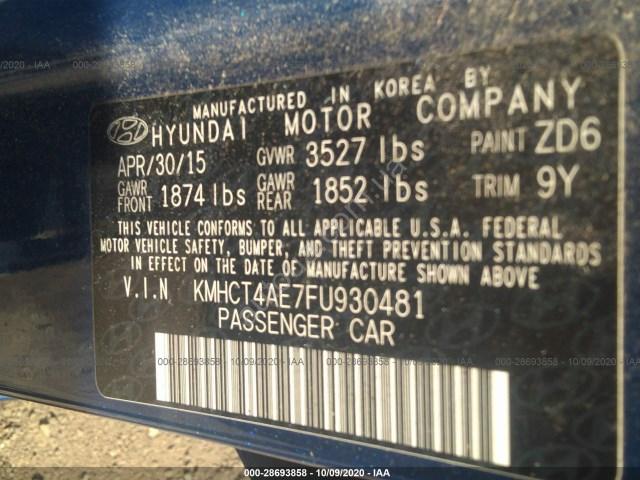 MANUFACTURED IN KOREA BY
HYUNDAI MOTOR COMPANY
APR/30/15 GVWR 3527 lbs PAINT ZD6
GAWR FRONT 1874 lbs GAWR REAR 1852 lbs TRIM 9Y
THIS VEHICLE CONFORMS TO ALL APPLICABLE U.S.A. FEDERAL
MOTOR VEHICLE SAFETY, BUMPER, AND THEFT PREVENTION STANDARDS
IN EFFECT ON THE DATE OF MANUFACTURE SHOWN ABOVE
V.I.N KMHCT4AE7FU930481
PASSENGER CAR
000-28693858 - 10/09/2020 - IAA